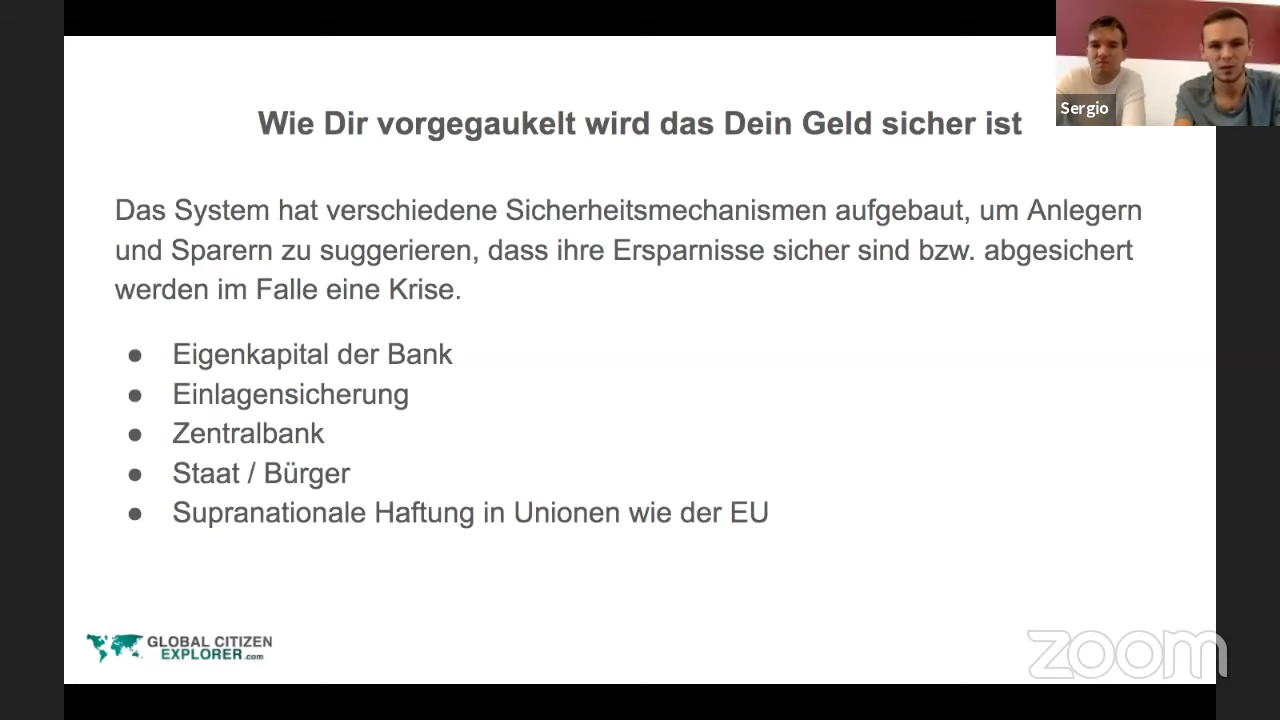 Wie Dir vorgegaukelt wird das Dein Geld sicher ist
Sergio
Das System hat verschiedene Sicherheitsmechanismen aufgebaut, um Anlegern
und Sparern zu suggerieren, dass ihre Ersparnisse sicher sind bzw. abgesichert
werden im Falle eine Krise.
● Eigenkapital der Bank
● Einlagensicherung
● Zentralbank
● Staat / Bürger
● Supranationale Haftung in Unionen wie der EU
GLOBAL CITIZEN
EXPLORER.com
zoom